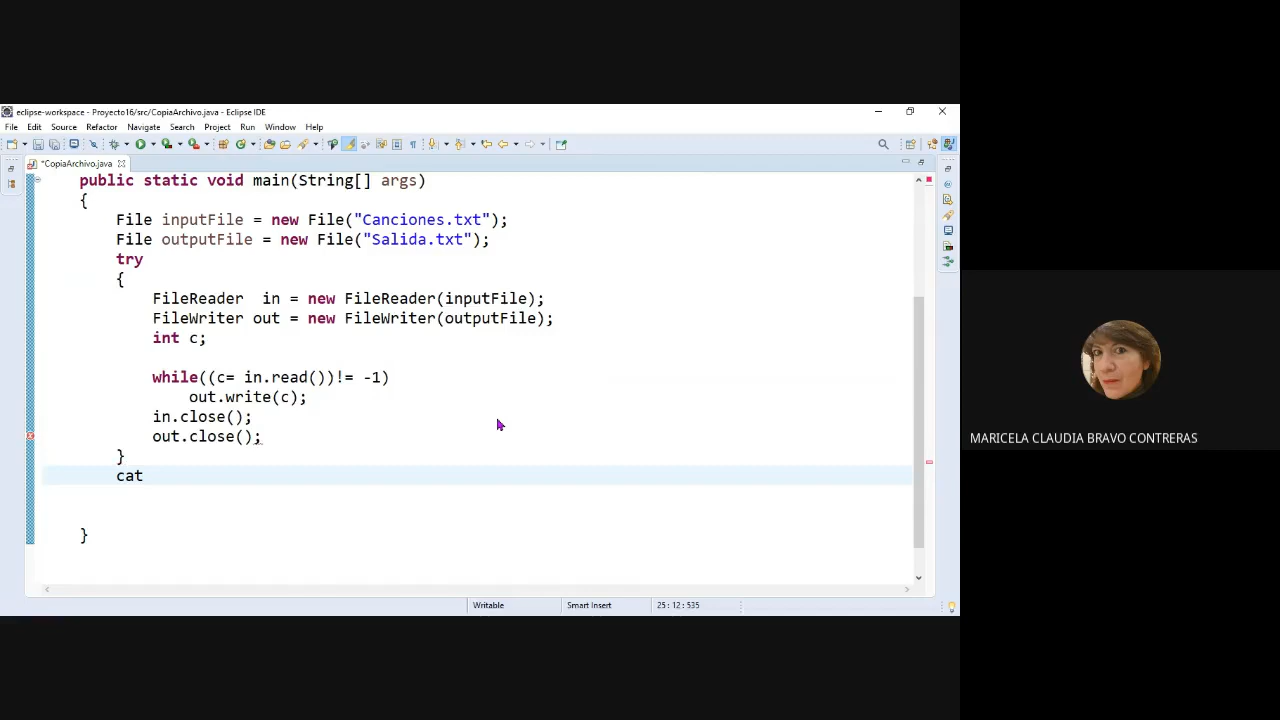 eclipse-workspace - Proyecto16/src/CopiaArchivo.java - Eclipse IDE
File Edit Source Refactor Navigate Search Project Run Window Help
*CopiaArchivo.java
public static void main(String[] args)
{
File inputFile = new File("Canciones.txt");
File outputFile = new File("Salida.txt");
try
{
FileReader  in = new FileReader(inputFile);
FileWriter out = new FileWriter(outputFile);
int c;
while((c= in.read())!= -1)
out.write(c);
in.close();
out.close();
}
cat
}
Writable Smart Insert 25 : 12 : 535
MARICELA CLAUDIA BRAVO CONTRERAS